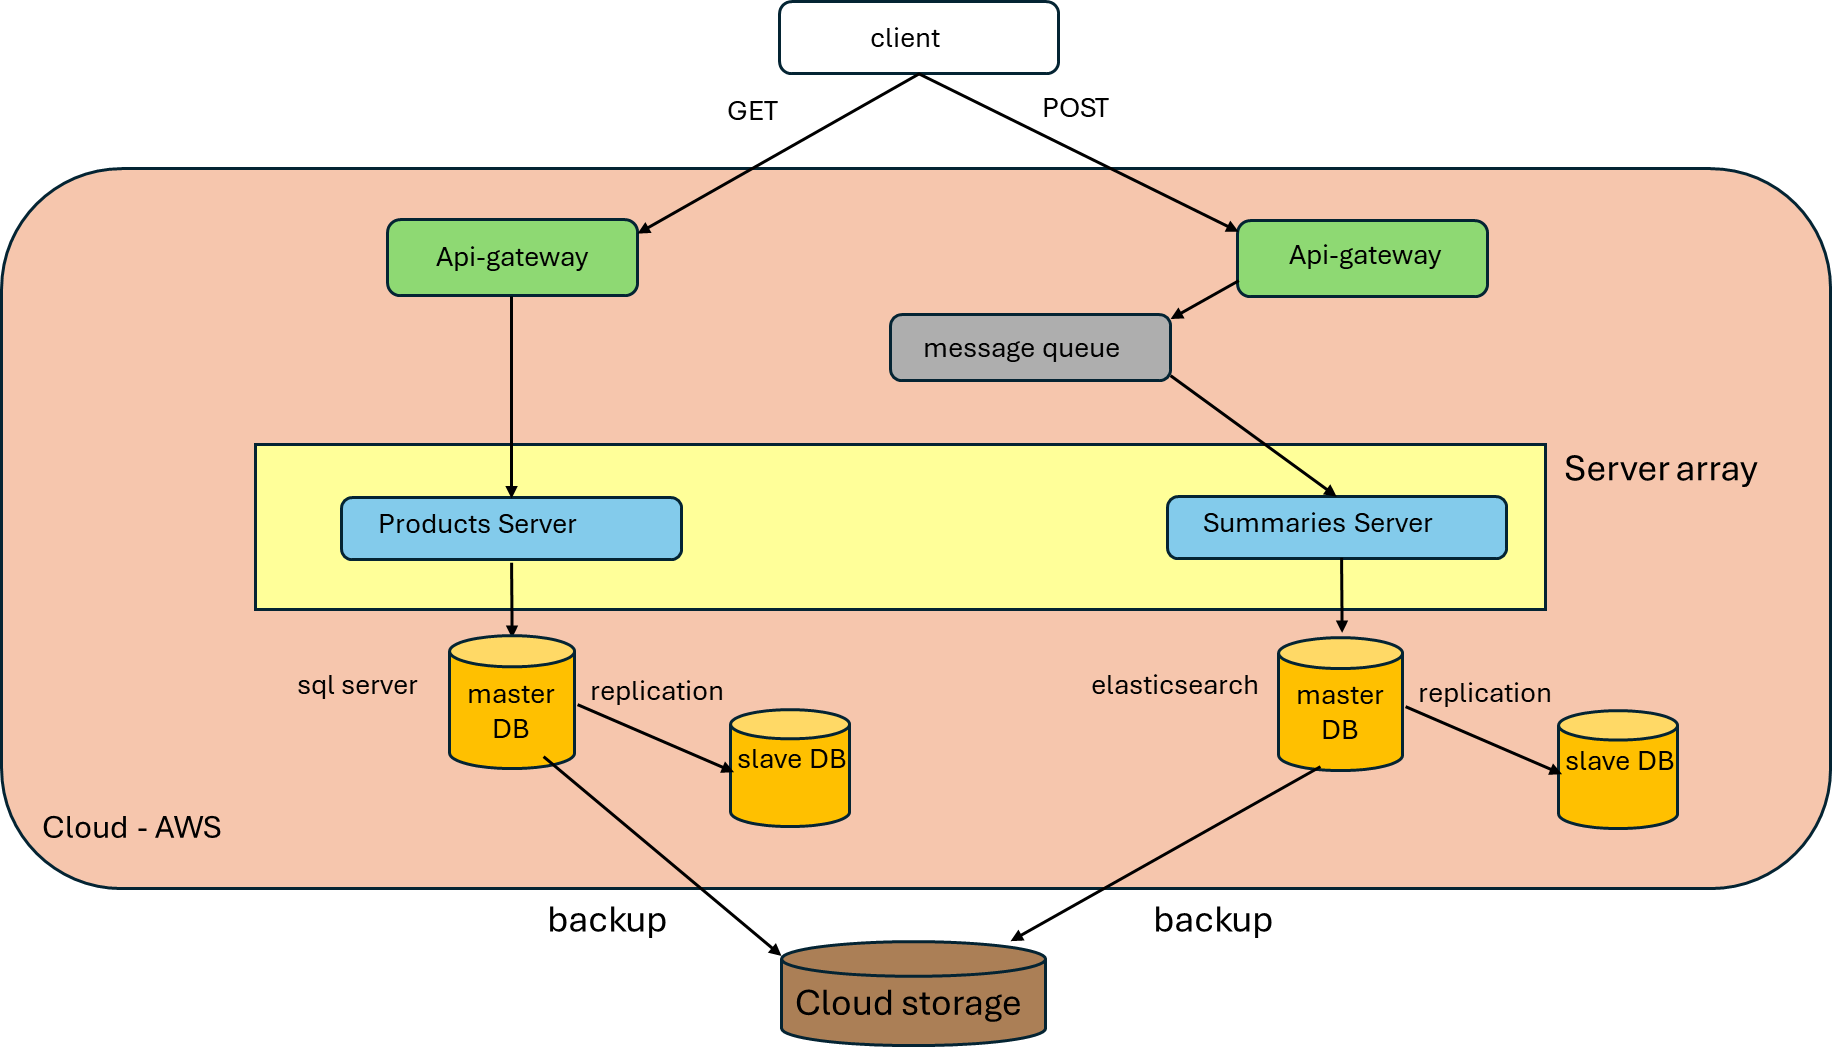 client
GET
POST
Api-gateway
Api-gateway
message queue
Server array
Products Server
Summaries Server
sql server
master
DB
replication
slave DB
elasticsearch
master
DB
replication
slave DB
Cloud - AWS
backup
backup
Cloud storage